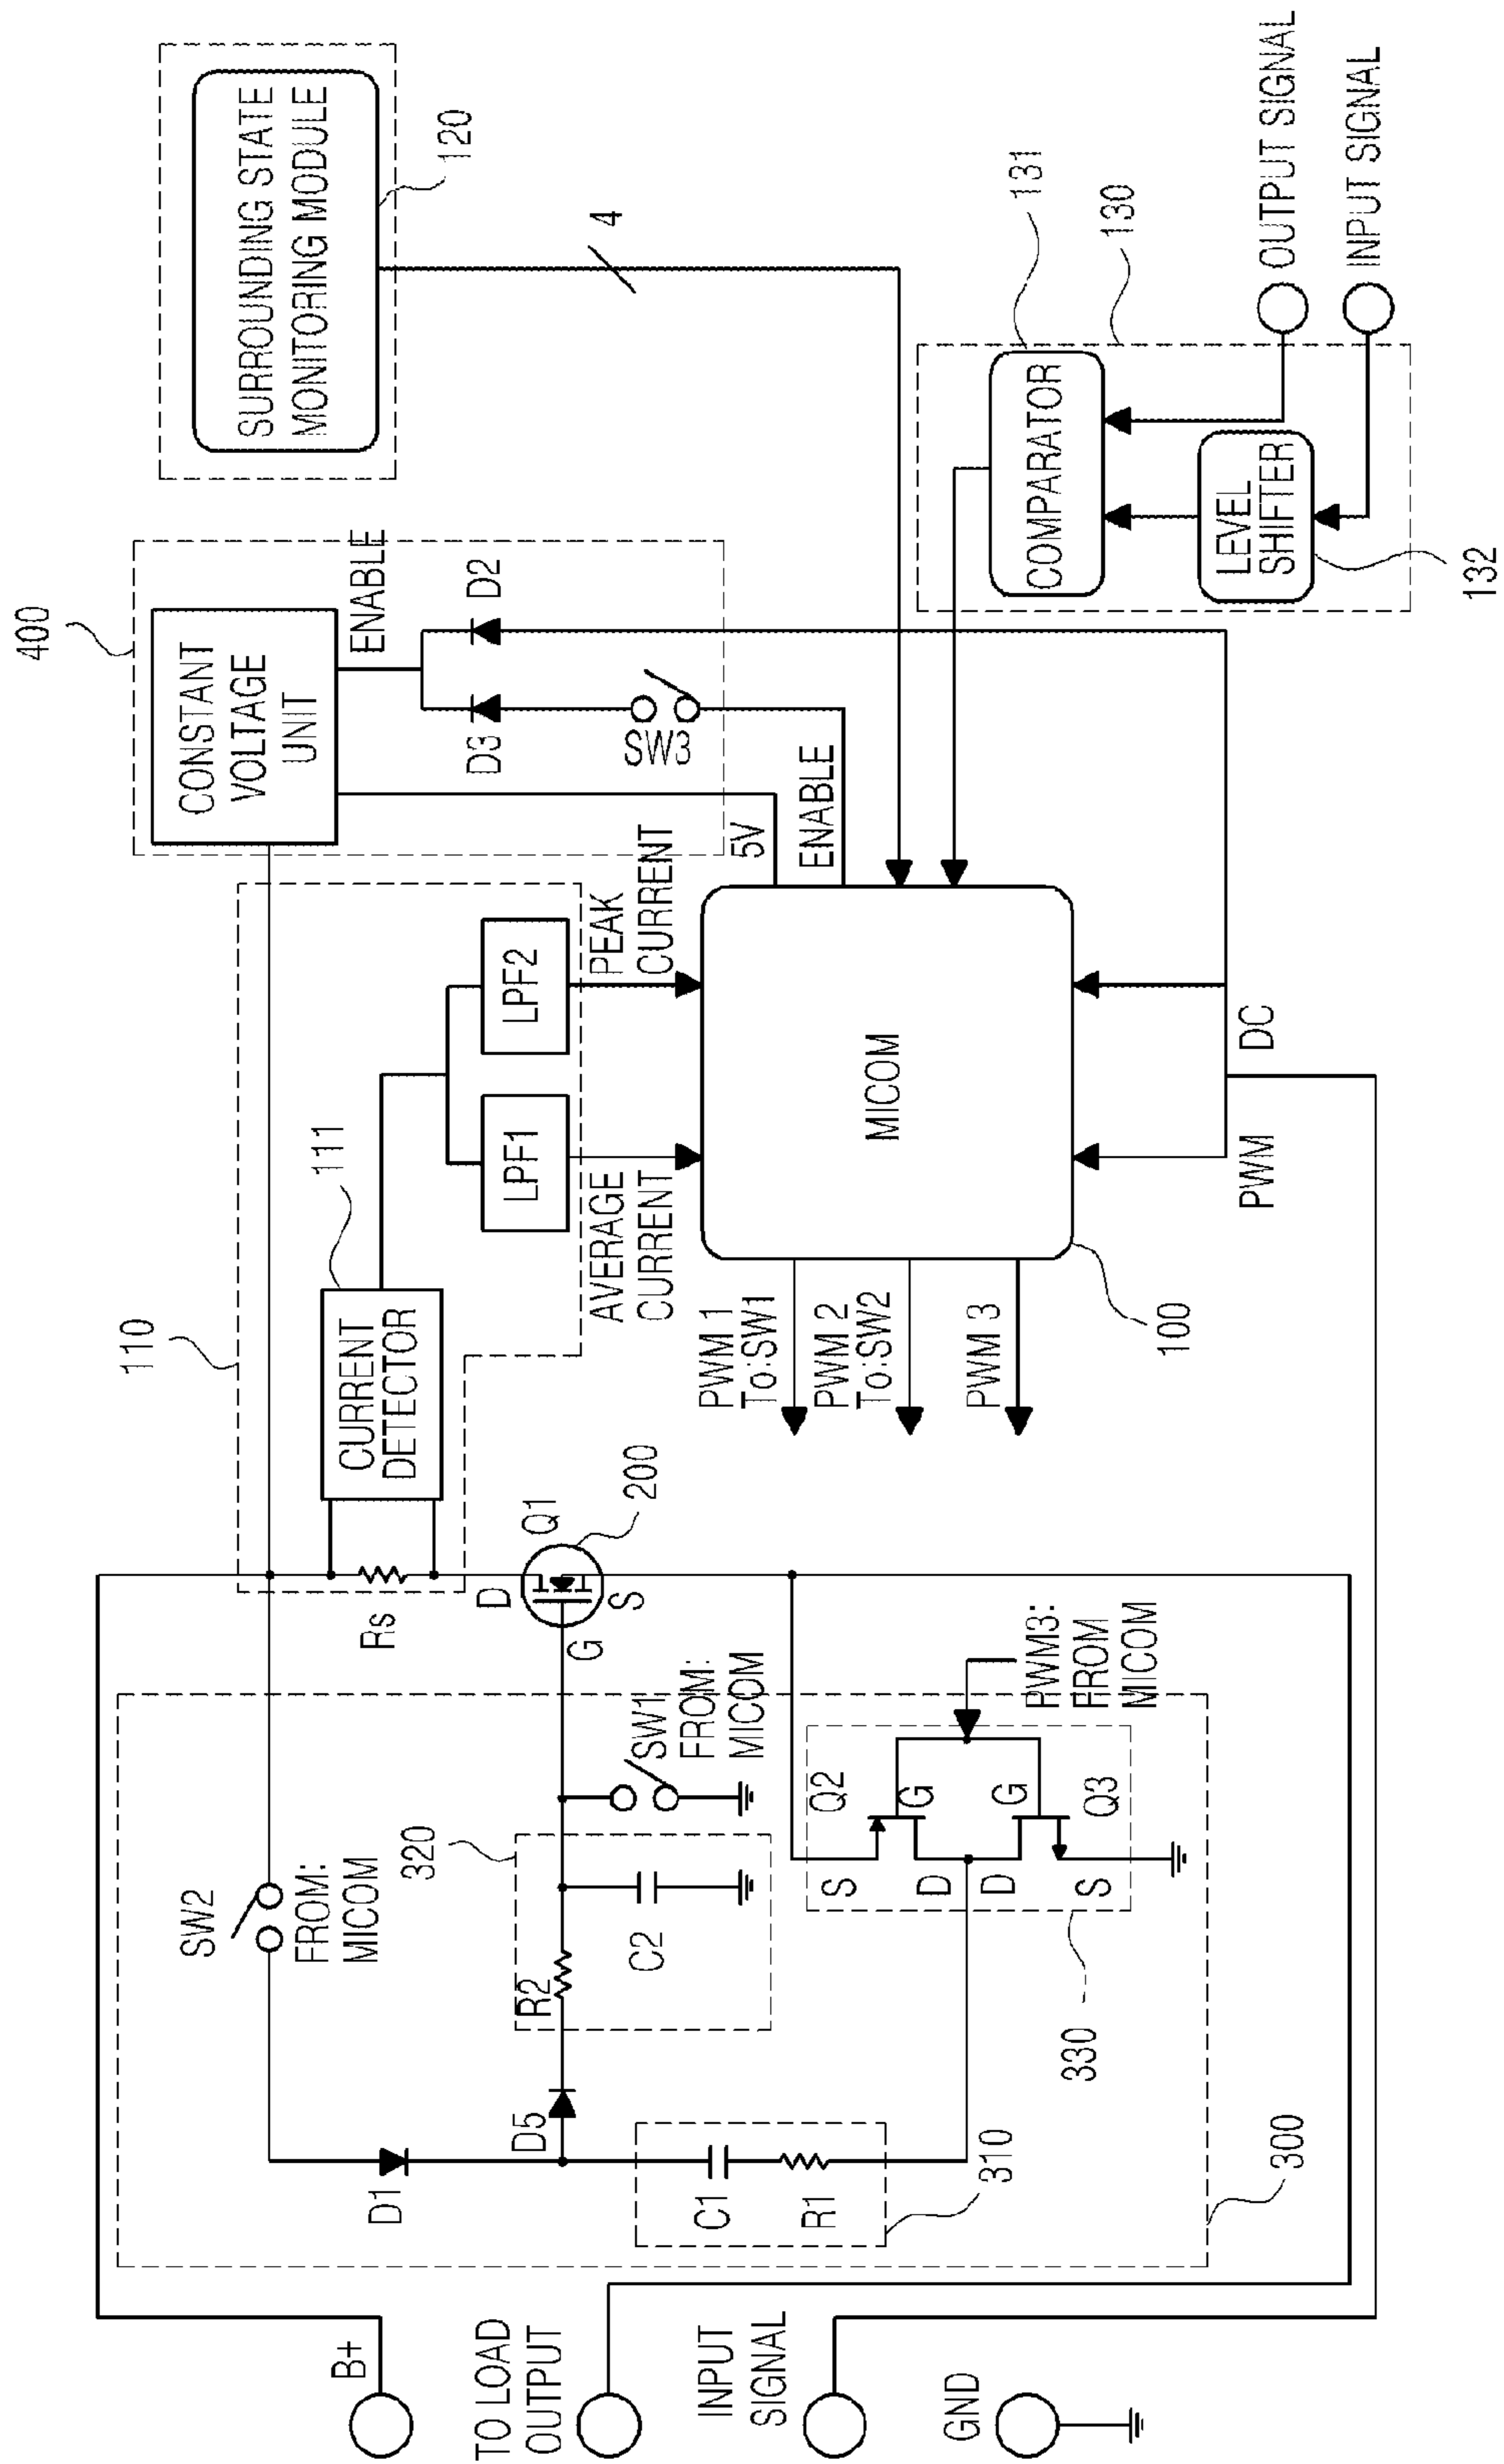 B+
TO LOAD
OUTPUT
INPUT
SIGNAL
GND
300
D1
D5
C1
R1
310
SW2
FROM:
MICOM
320
R2
C2
SW1
FROM:
MICOM
330
Q2
S
G
D
D
G
S
Q3
PWM3:
FROM
MICOM
Rs
D
G
S
Q1
200
110
CURRENT
DETECTOR
111
LPF1
LPF2
AVERAGE
CURRENT
PEAK
CURRENT
PWM 1
To:SW1
PWM 2
To:SW2
PWM 3
MICOM
100
PWM
DC
5V
ENABLE
400
CONSTANT
VOLTAGE
UNIT
ENABLE
D3
D2
SW3
SURROUNDING STATE
MONITORING MODULE
120
4
COMPARATOR
131
130
LEVEL
SHIFTER
132
OUTPUT SIGNAL
INPUT SIGNAL